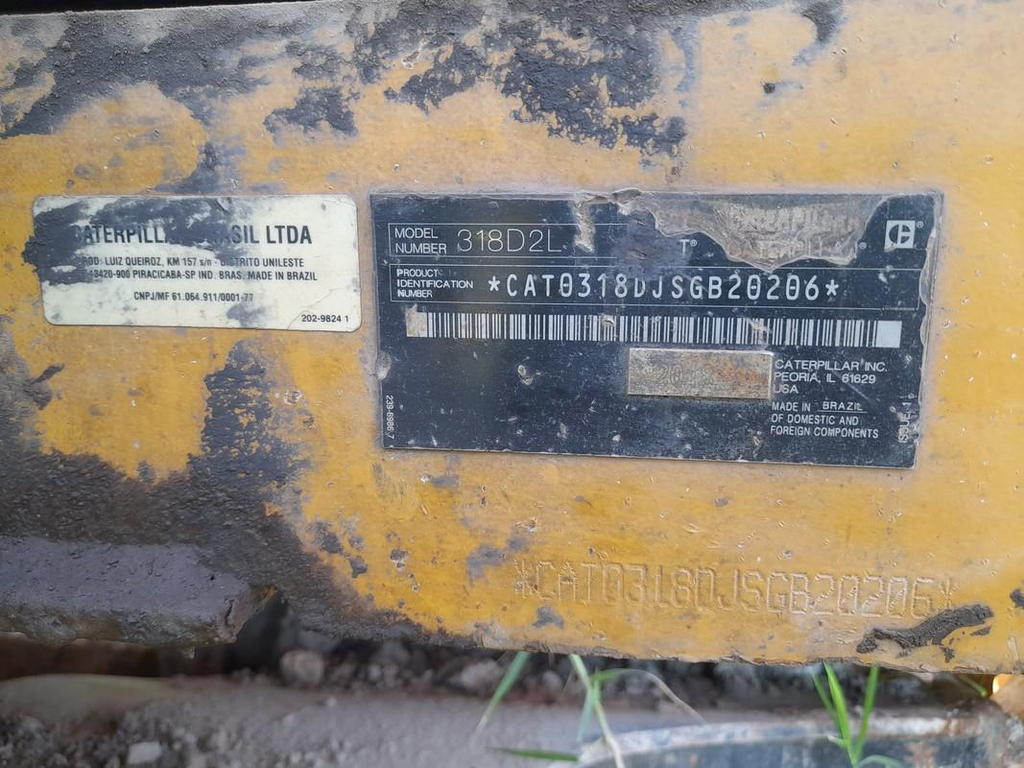 BRASIL LTDA
LUIZ QUEIROZ, KM 157 s/n - DISTRITO UNILESTE
13420-900 PIRACICABA-SP IND. BRAS. MADE IN BRAZIL
CNPJ/MF 61.064.911/0001-77
202-9824 1
MODEL NUMBER 318D2L
PRODUCT IDENTIFICATION NUMBER *CAT0318DJSGB20206*
CATERPILLAR INC.
PEORIA, IL 61629
USA
MADE IN BRAZIL
OF DOMESTIC AND
FOREIGN COMPONENTS
239-6986 7
*CAT0318DJSGB20206*